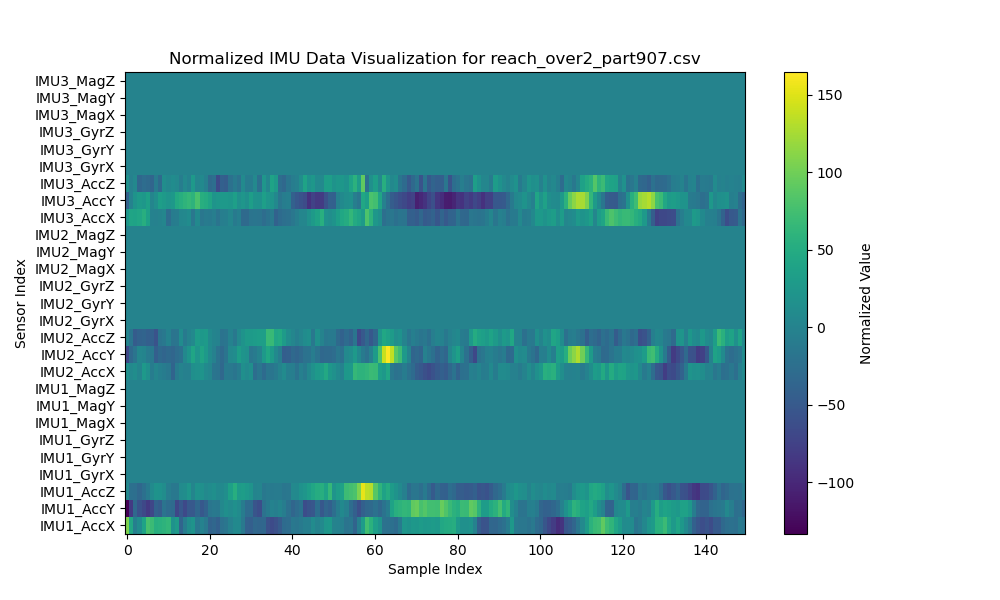 Normalized IMU Data Visualization for reach_over2_part907.csv
IMU3_MagZ
IMU3_MagY
IMU3_MagX
IMU3_GyrZ
IMU3_GyrY
IMU3_GyrX
IMU3_AccZ
IMU3_AccY
IMU3_AccX
IMU2_MagZ
IMU2_MagY
IMU2_MagX
IMU2_GyrZ
IMU2_GyrY
IMU2_GyrX
IMU2_AccZ
IMU2_AccY
IMU2_AccX
IMU1_MagZ
IMU1_MagY
IMU1_MagX
IMU1_GyrZ
IMU1_GyrY
IMU1_GyrX
IMU1_AccZ
IMU1_AccY
IMU1_AccX
Sensor Index
0 20 40 60 80 100 120 140
Sample Index
150
100
50
0
−50
−100
Normalized Value